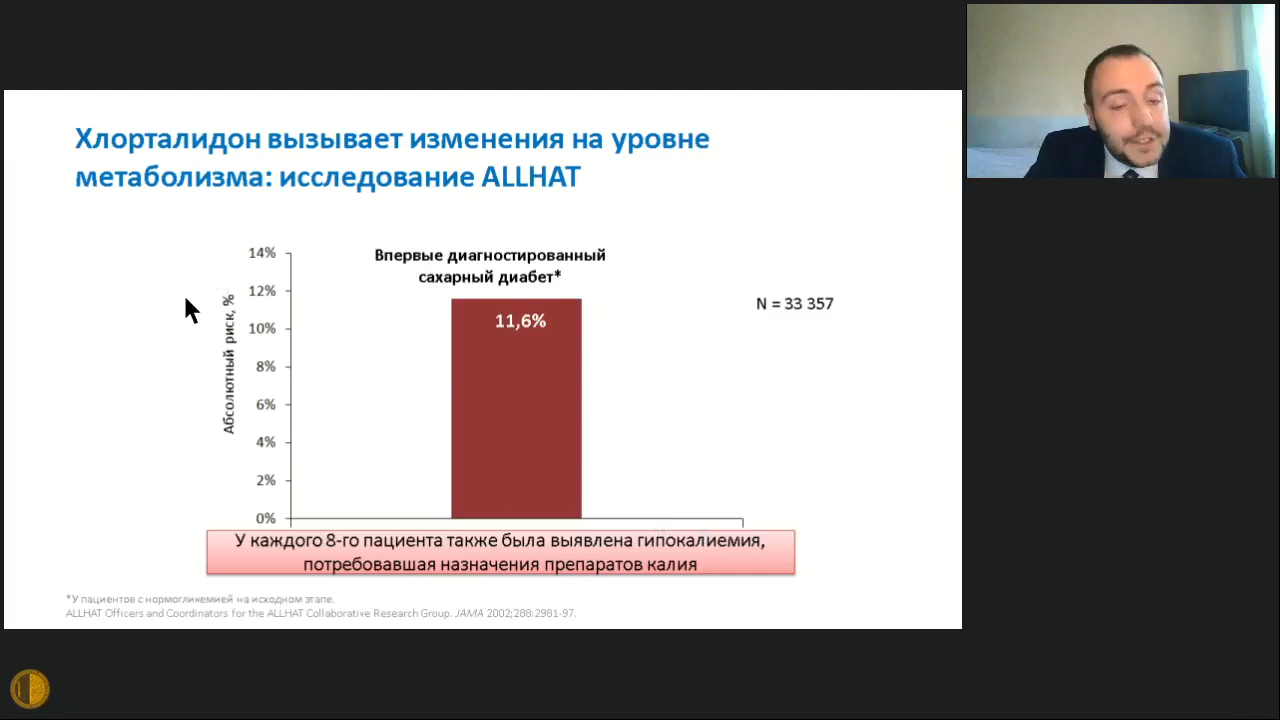 Хлорталидон вызывает изменения на уровне
метаболизма: исследование ALLHAT
Впервые диагностированный
сахарный диабет*
N = 33 357
Абсолютный риск, %
14%
12%
10%
8%
6%
4%
2%
0%
11,6%
У каждого 8-го пациента также была выявлена гипокалиемия,
потребовавшая назначения препаратов калия
*У пациентов с нормогликемией на исходном этапе.
ALLHAT Officers and Coordinators for the ALLHAT Collaborative Research Group. JAMA 2002;288:2981-97.